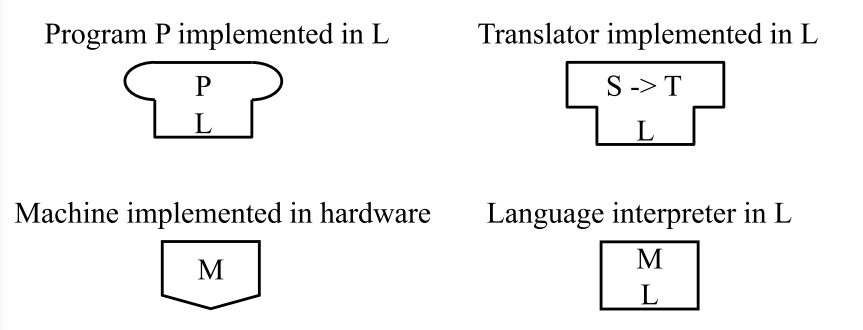 Program P implemented in L
P
L
Translator implemented in L
S -> T
L
Machine implemented in hardware
M
Language interpreter in L
M
L